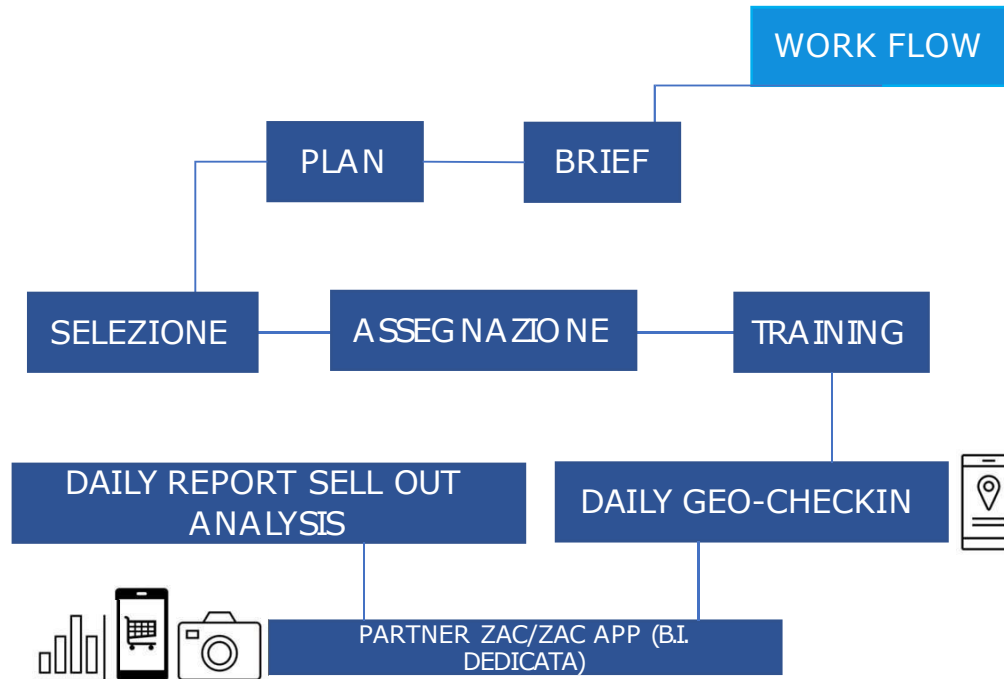 WORK FLOW
PLAN
BRIEF
SELEZIONE
ASSEGNAZIONE
TRAINING
DAILY REPORT SELL OUT
ANALYSIS
DAILY GEO-CHECKIN
PARTNER ZAC/ZAC APP (B.I.
DEDICATA)